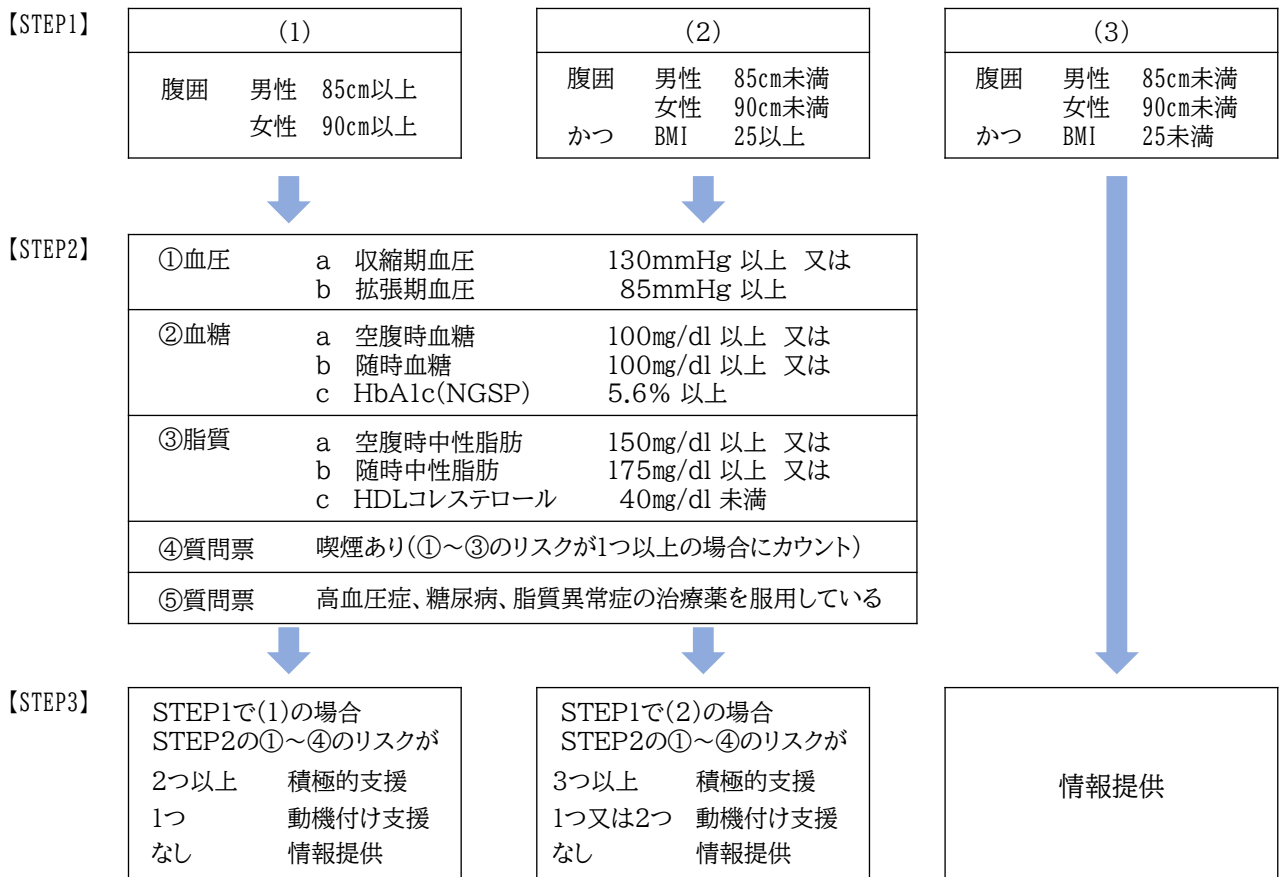 【STEP1】
(1)
腹囲 男性 85cm以上
女性 90cm以上
(2)
腹囲 男性 85cm未満
女性 90cm未満
かつ BMI 25以上
(3)
腹囲 男性 85cm未満
女性 90cm未満
かつ BMI 25未満
【STEP2】
①血圧 a 収縮期血圧 130mmHg 以上 又は
b 拡張期血圧 85mmHg 以上
②血糖 a 空腹時血糖 100㎎/dl 以上 又は
b 随時血糖 100㎎/dl 以上 又は
c HbA1c(NGSP) 5.6% 以上
③脂質 a 空腹時中性脂肪 150㎎/dl 以上 又は
b 随時中性脂肪 175㎎/dl 以上 又は
c HDLコレステロール 40㎎/dl 未満
④質問票 喫煙あり(①～③のリスクが1つ以上の場合にカウント)
⑤質問票 高血圧症、糖尿病、脂質異常症の治療薬を服用している
【STEP3】
STEP1で(1)の場合
STEP2の①～④のリスクが
2つ以上 積極的支援
1つ 動機付け支援
なし 情報提供
STEP1で(2)の場合
STEP2の①～④のリスクが
3つ以上 積極的支援
1つ又は2つ 動機付け支援
なし 情報提供
情報提供